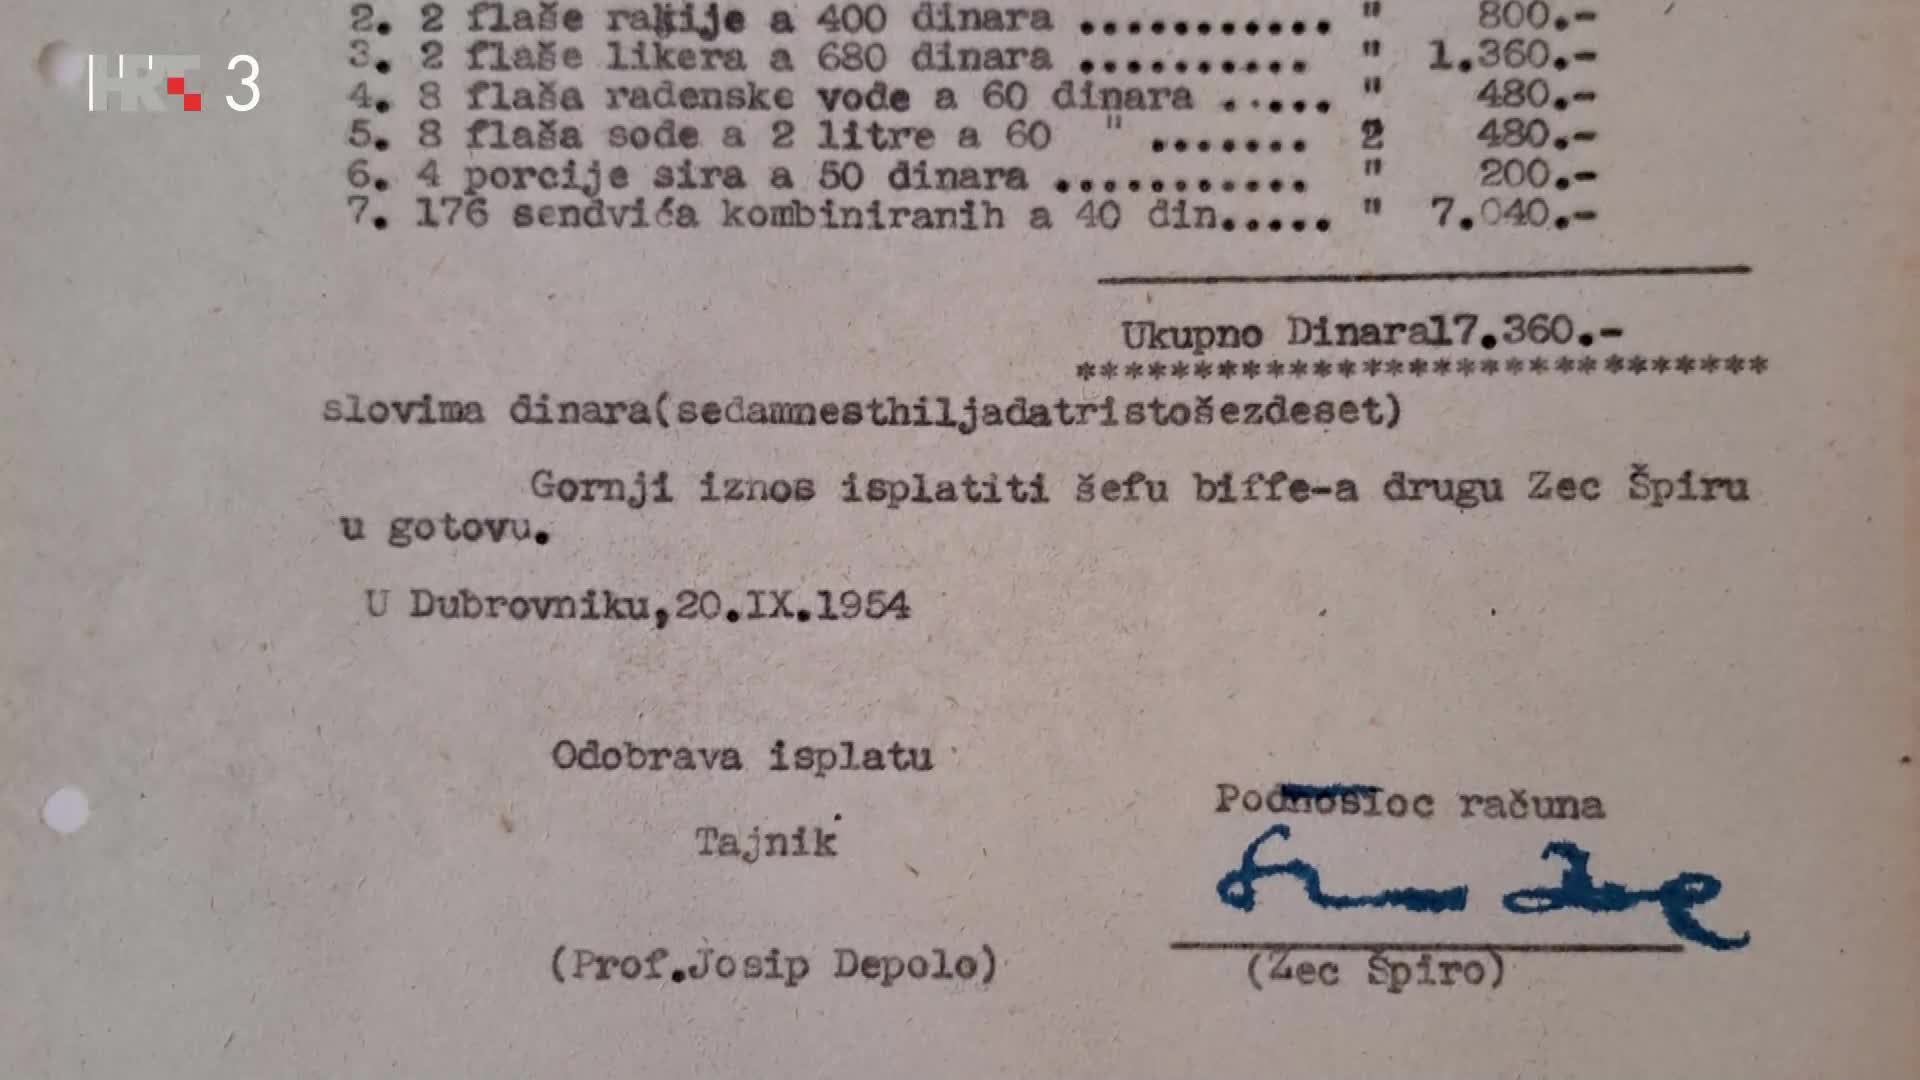 2. 2 flaše rakije a 400 dinara ........... " 800.-
HRT 3
3. 2 flaše likera a 680 dinara .......... " 1.360.-
4. 8 flaša radenske vode a 60 dinara ..... " 480.-
5. 8 flaša sode a 2 litre a 60 " ....... 2 480.-
6. 4 porcije sira a 50 dinara ........... " 200.-
7. 176 sendvića kombiniranih a 40 din..... " 7.040.-
Ukupno Dinara17.360.-
******************************
slovima dinara(sedamnesthiljadatristošezdeset)
Gornji iznos isplatiti šefu biffe-a drugu Zec Špiru
u gotovu.
U Dubrovniku,20.IX.1954
Odobrava isplatu
Podnosioc računa
Tajnik
(Prof.Josip Depolo)
(Zec Špiro)